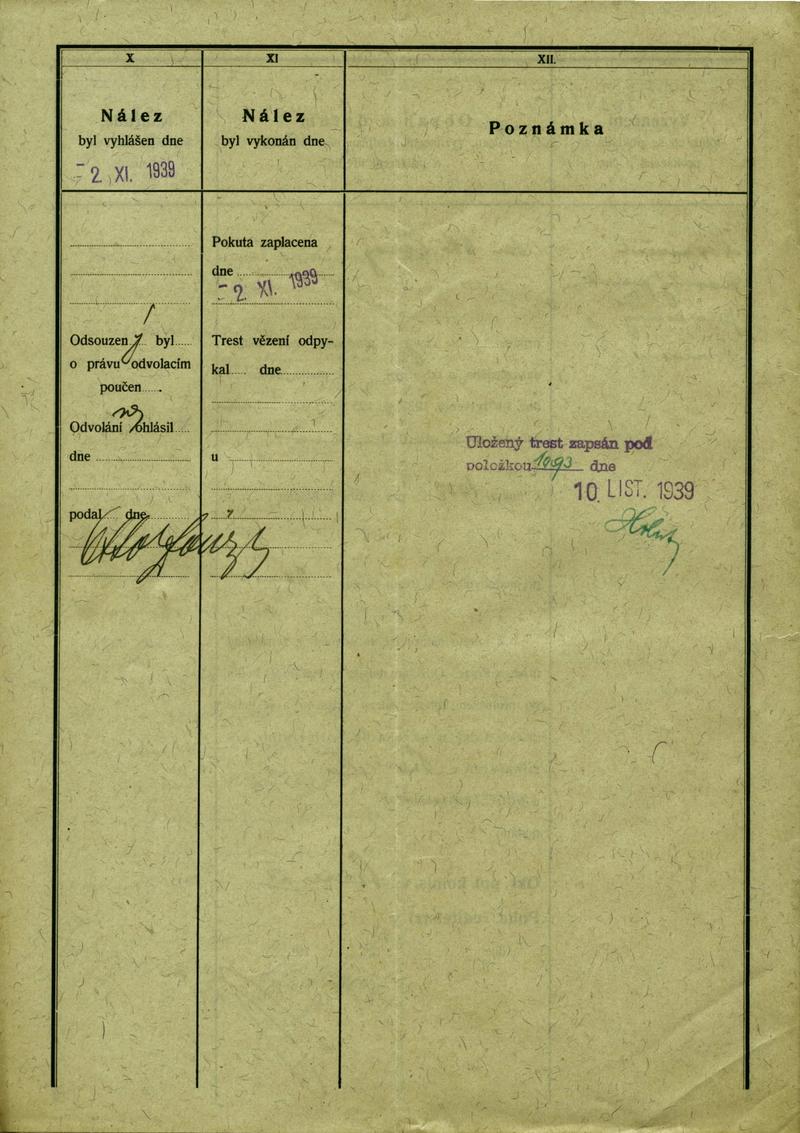 X
Nález
byl vyhlášen dne
- 2. XI. 1939
Odsouzen ý byl
o právu odvolacím
poučen .
Odvolání ohlásil
dne
podal dne
XI
Nález
byl vykonán dne
Pokuta zaplacena
dne
- 2. XI. 1939
Trest vězení odpy-
kal dne
u
XII.
Poznámka
Uložený trest zapsán pod
položkou dne
10. LIST. 1939